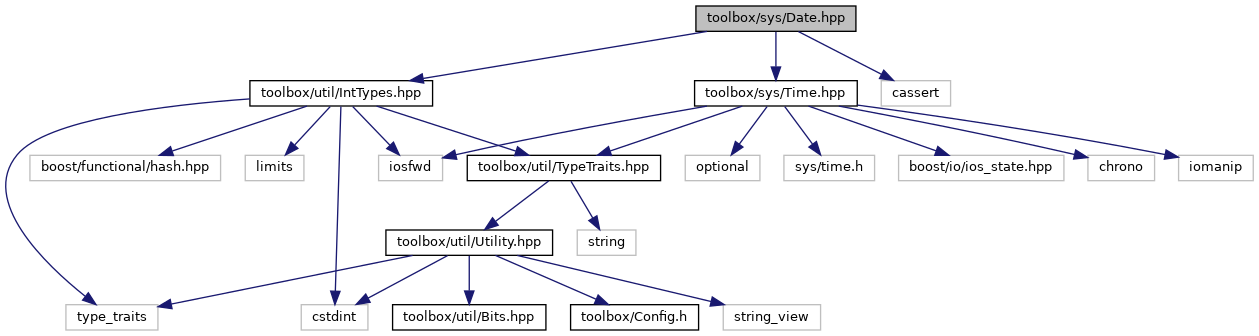 toolbox/sys/Date.hpp
toolbox/util/IntTypes.hpp
toolbox/sys/Time.hpp
cassert
boost/functional/hash.hpp
limits
iosfwd
toolbox/util/TypeTraits.hpp
optional
sys/time.h
boost/io/ios_state.hpp
chrono
iomanip
toolbox/util/Utility.hpp
string
type_traits
cstdint
toolbox/util/Bits.hpp
toolbox/Config.h
string_view